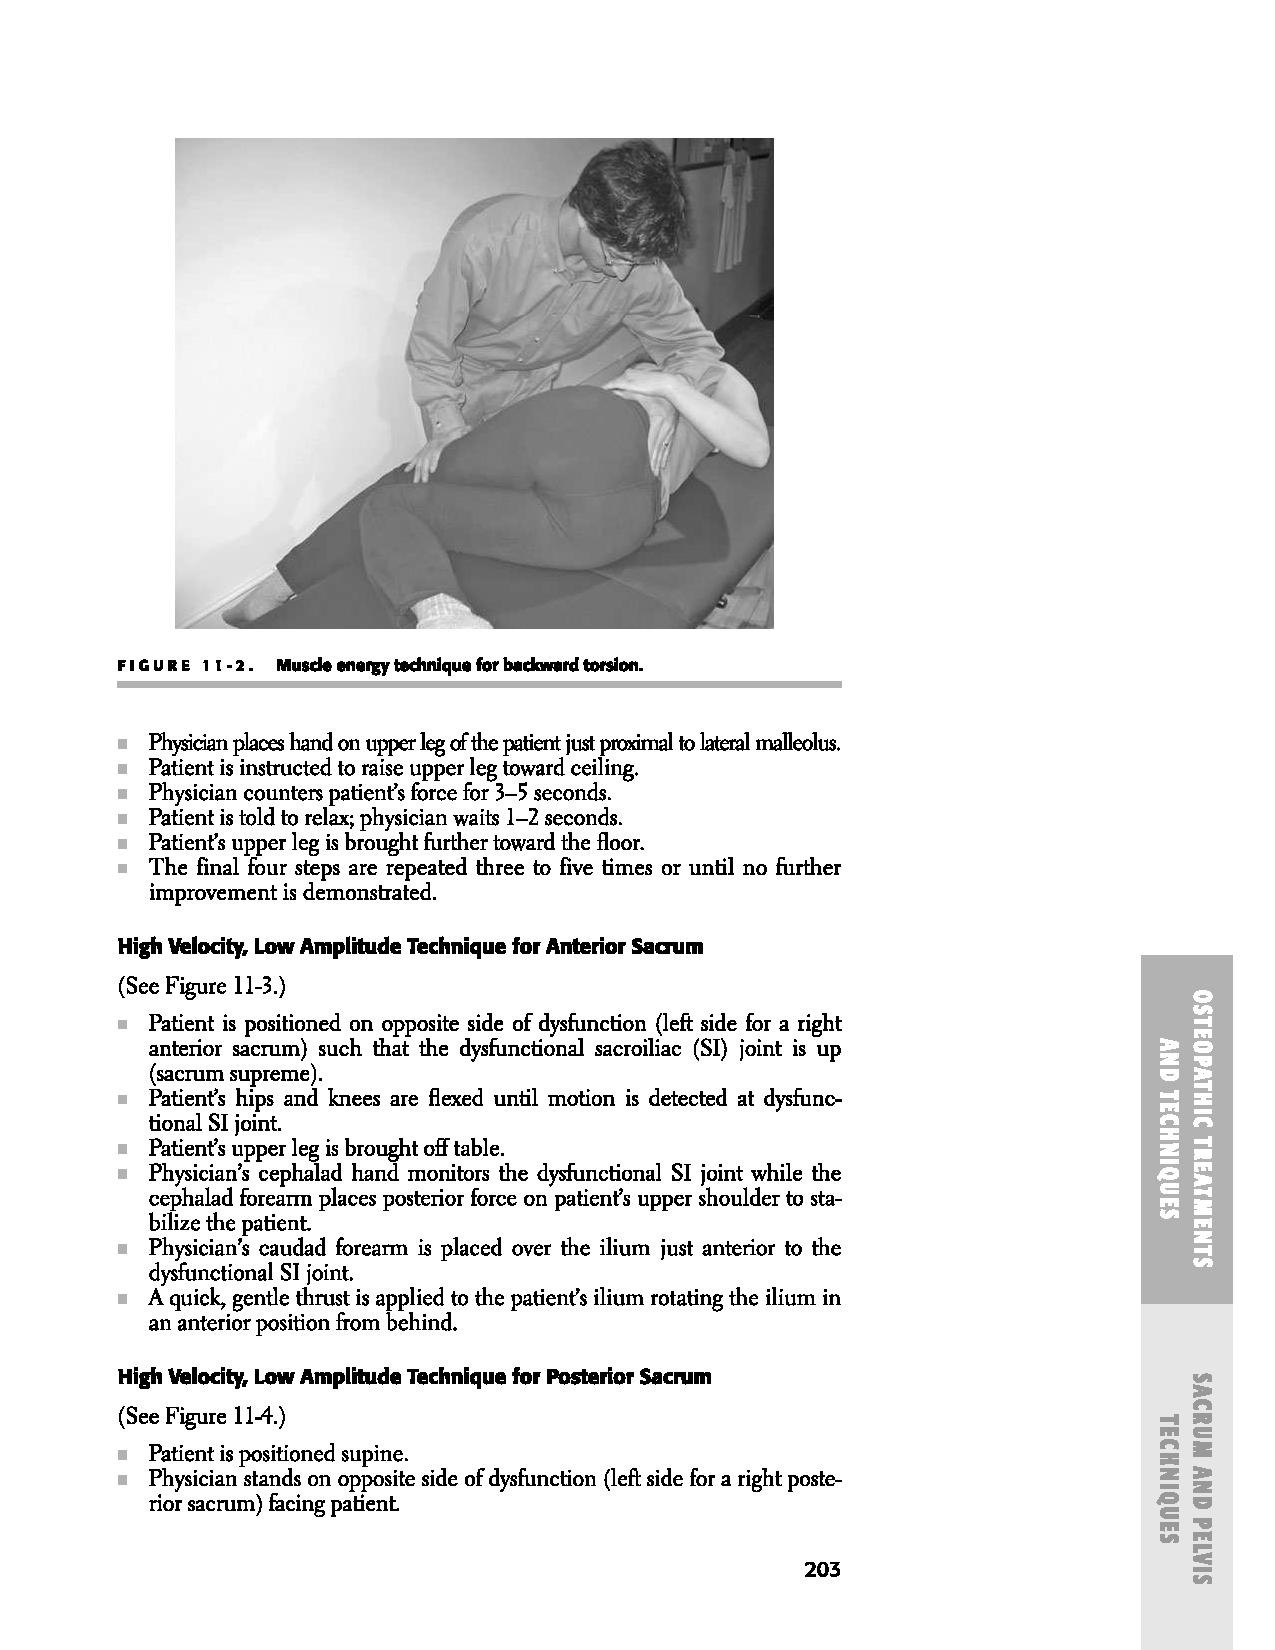 FIGURE 11-2. Muscle energy technique for backward torsion.
■ Physician places hand on upper leg of the patient just proximal to lateral malleolus.
■ Patient is instructed to raise upper leg toward ceiling.
■ Physician counters patient's force for 3–5 seconds.
■ Patient is told to relax; physician waits 1–2 seconds.
■ Patient's upper leg is brought further toward the floor.
■ The final four steps are repeated three to five times or until no further
improvement is demonstrated.
High Velocity, Low Amplitude Technique for Anterior Sacrum
(See Figure 11-3.)
■ Patient is positioned on opposite side of dysfunction (left side for a right
anterior sacrum) such that the dysfunctional sacroiliac (SI) joint is up
(sacrum supreme).
■ Patient's hips and knees are flexed until motion is detected at dysfunc-
tional SI joint.
■ Patient's upper leg is brought off table.
■ Physician's cephalad hand monitors the dysfunctional SI joint while the
cephalad forearm places posterior force on patient's upper shoulder to sta-
bilize the patient.
■ Physician's caudad forearm is placed over the ilium just anterior to the
dysfunctional SI joint.
■ A quick, gentle thrust is applied to the patient's ilium rotating the ilium in
an anterior position from behind.
High Velocity, Low Amplitude Technique for Posterior Sacrum
(See Figure 11-4.)
■ Patient is positioned supine.
■ Physician stands on opposite side of dysfunction (left side for a right poste-
rior sacrum) facing patient.
203
OSTEOPATHIC TREATMENTS
AND TECHNIQUES
SACRUM AND PELVIS
TECHNIQUES